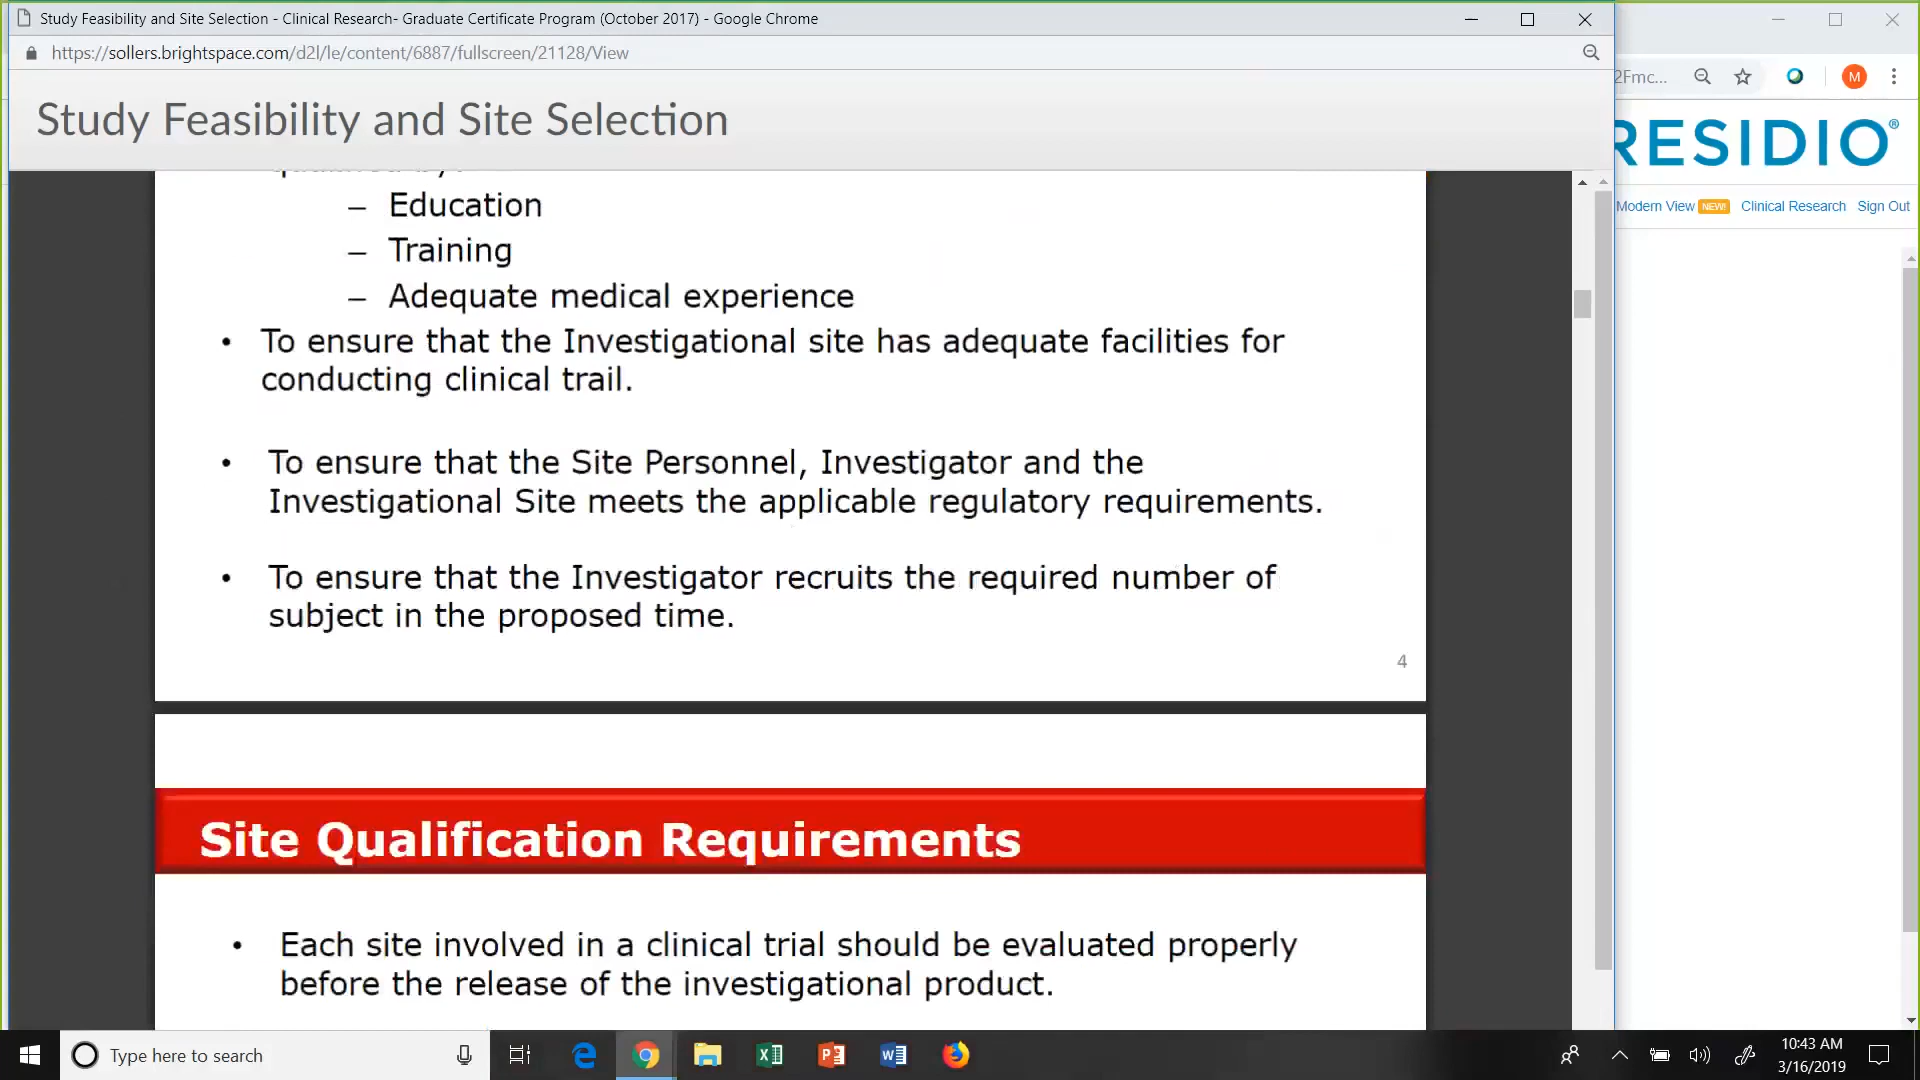 Study Feasibility and Site Selection - Clinical Research- Graduate Certificate Program (October 2017) - Google Chrome
https://sollers.brightspace.com/d2l/le/content/6887/fullscreen/21128/View
2Fmc...
M
Study Feasibility and Site Selection
RESIDIO®
Modern View NEW! Clinical Research Sign Out
– Education
– Training
– Adequate medical experience
• To ensure that the Investigational site has adequate facilities for
conducting clinical trail.
• To ensure that the Site Personnel, Investigator and the
Investigational Site meets the applicable regulatory requirements.
• To ensure that the Investigator recruits the required number of
subject in the proposed time.
4
Site Qualification Requirements
• Each site involved in a clinical trial should be evaluated properly
before the release of the investigational product.
Type here to search
10:43 AM
3/16/2019